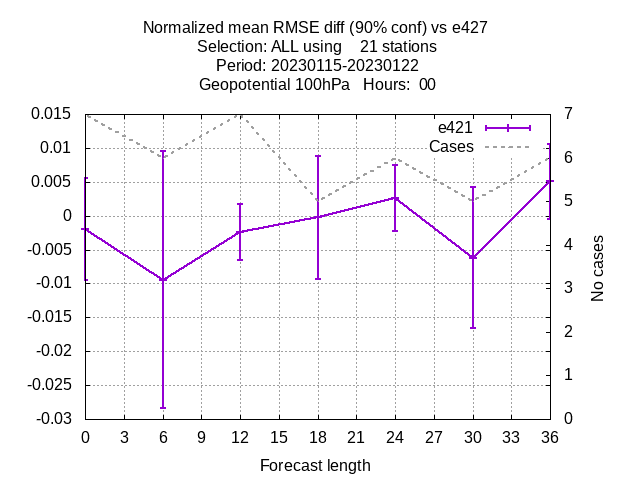 Normalized mean RMSE diff (90% conf) vs e427
Selection: ALL using    21 stations
Period: 20230115-20230122
Geopotential 100hPa   Hours:  00
0.015
0.01
0.005
0
-0.005
-0.01
-0.015
-0.02
-0.025
-0.03
e421
Cases
7
6
5
4
3
2
1
0
No cases
0 3 6 9 12 15 18 21 24 27 30 33 36
Forecast length